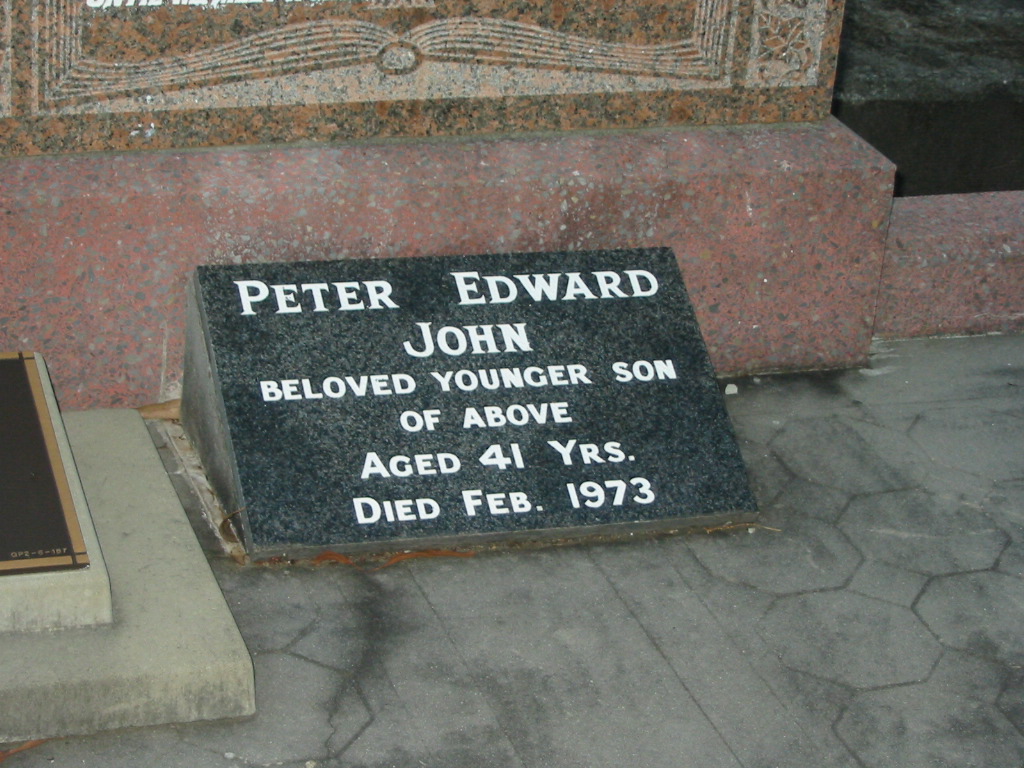 PETER EDWARD
JOHN
BELOVED YOUNGER SON
OF ABOVE
AGED 41 YRS.
DIED FEB. 1973